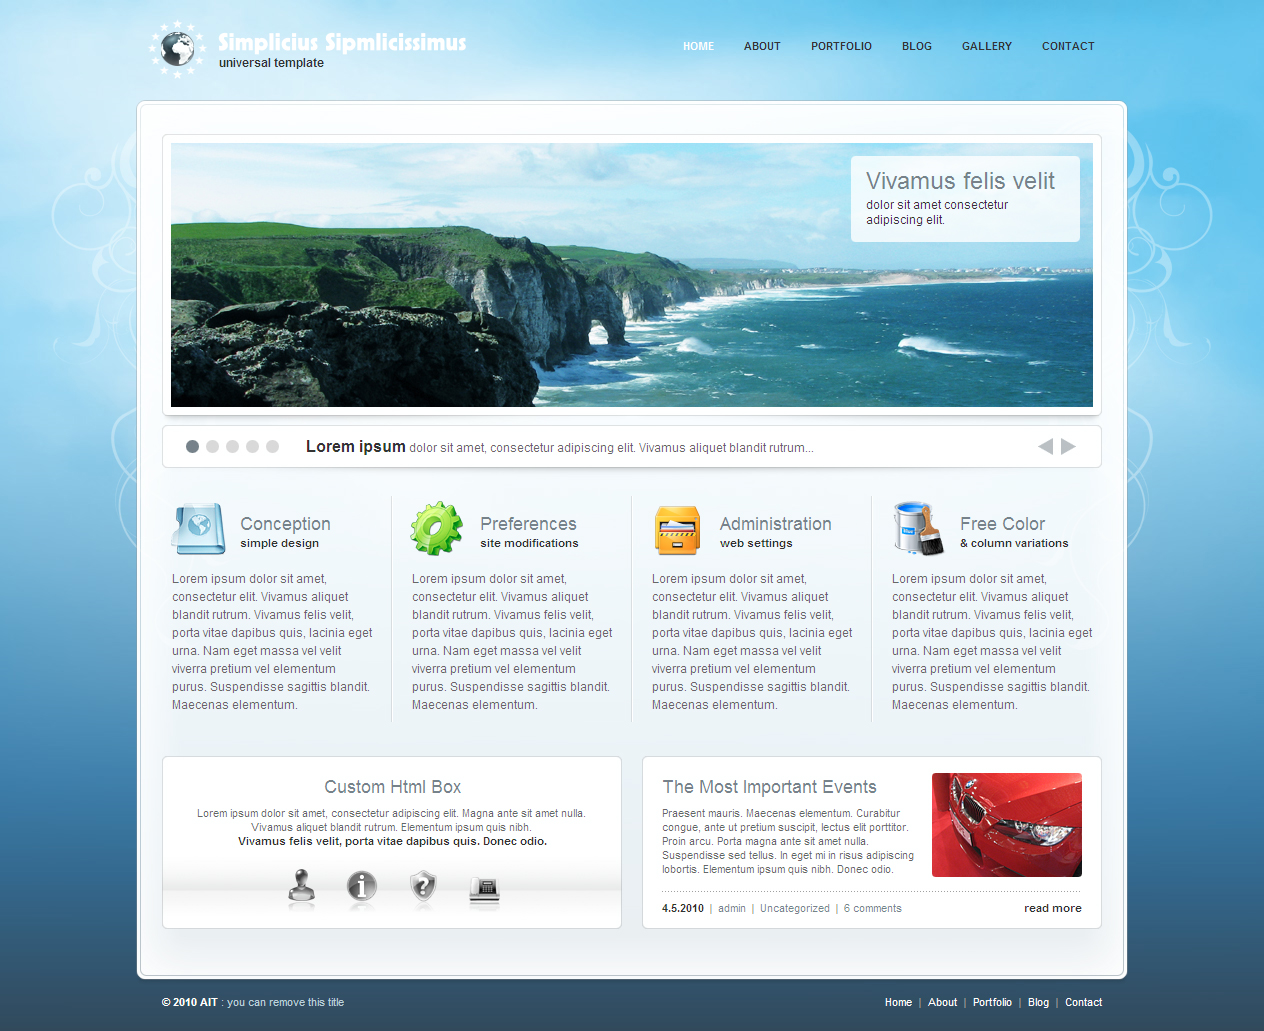 Simplicius Sipmlicissimus
universal template
HOME ABOUT PORTFOLIO BLOG GALLERY CONTACT
Vivamus felis velit
dolor sit amet consectetur
adipiscing elit.
Lorem ipsum dolor sit amet, consectetur adipiscing elit. Vivamus aliquet blandit rutrum...
Conception
simple design
Lorem ipsum dolor sit amet,
consectetur elit. Vivamus aliquet
blandit rutrum. Vivamus felis velit,
porta vitae dapibus quis, lacinia eget
urna. Nam eget massa vel velit
viverra pretium vel elementum
purus. Suspendisse sagittis blandit.
Maecenas elementum.
Preferences
site modifications
Lorem ipsum dolor sit amet,
consectetur elit. Vivamus aliquet
blandit rutrum. Vivamus felis velit,
porta vitae dapibus quis, lacinia eget
urna. Nam eget massa vel velit
viverra pretium vel elementum
purus. Suspendisse sagittis blandit.
Maecenas elementum.
Administration
web settings
Lorem ipsum dolor sit amet,
consectetur elit. Vivamus aliquet
blandit rutrum. Vivamus felis velit,
porta vitae dapibus quis, lacinia eget
urna. Nam eget massa vel velit
viverra pretium vel elementum
purus. Suspendisse sagittis blandit.
Maecenas elementum.
blue
Free Color
& column variations
Lorem ipsum dolor sit amet,
consectetur elit. Vivamus aliquet
blandit rutrum. Vivamus felis velit,
porta vitae dapibus quis, lacinia eget
urna. Nam eget massa vel velit
viverra pretium vel elementum
purus. Suspendisse sagittis blandit.
Maecenas elementum.
Custom Html Box
Lorem ipsum dolor sit amet, consectetur adipiscing elit. Magna ante sit amet nulla.
Vivamus aliquet blandit rutrum. Elementum ipsum quis nibh.
Vivamus felis velit, porta vitae dapibus quis. Donec odio.
The Most Important Events
Praesent mauris. Maecenas elementum. Curabitur
congue, ante ut pretium suscipit, lectus elit porttitor.
Proin arcu. Porta magna ante sit amet nulla.
Suspendisse sed tellus. In eget mi in risus adipiscing
lobortis. Elementum ipsum quis nibh. Donec odio.
4.5.2010 | admin | Uncategorized | 6 comments
read more
© 2010 AIT : you can remove this title
Home | About | Portfolio | Blog | Contact